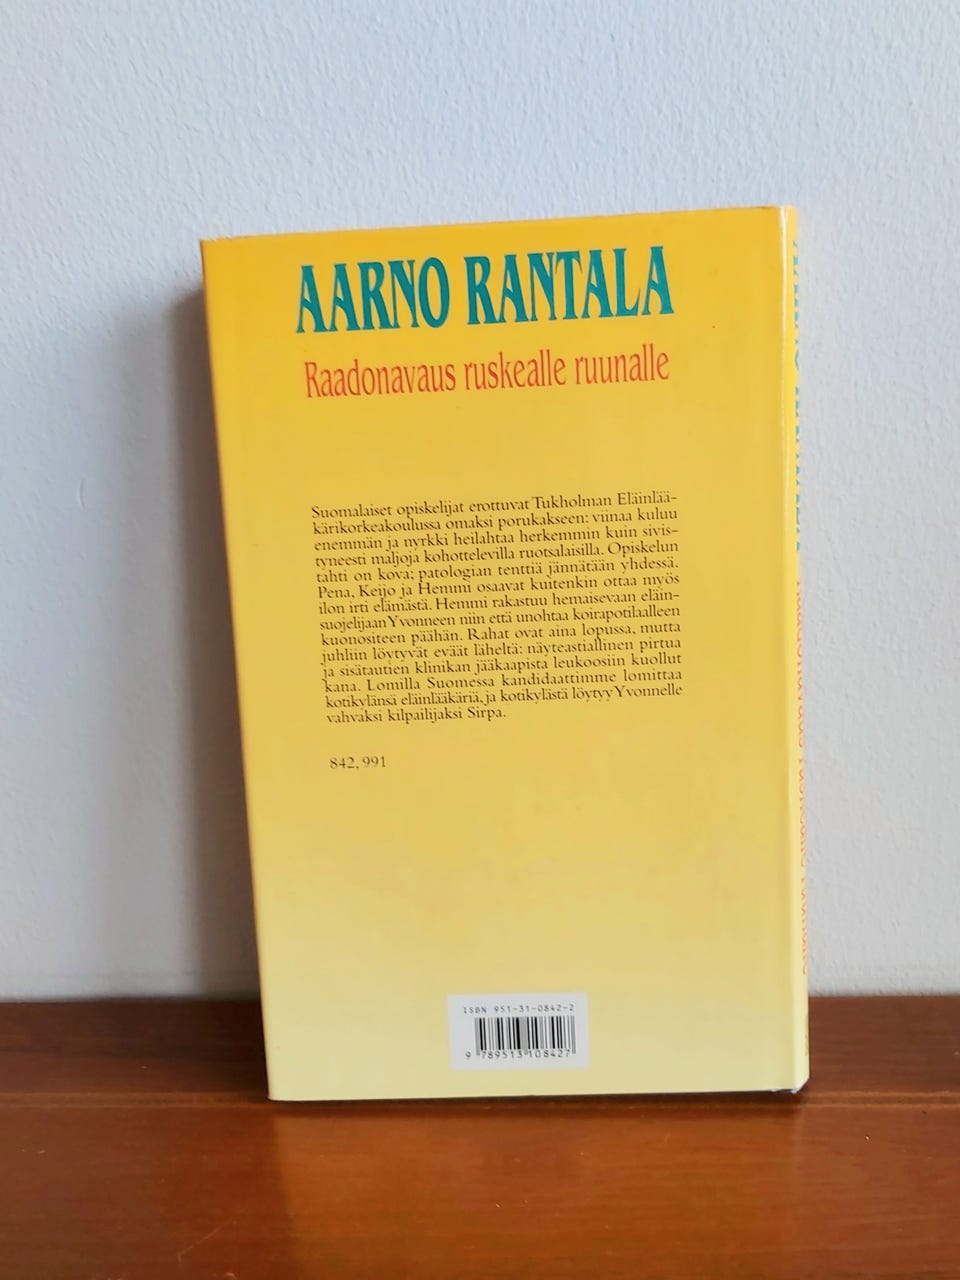 AARNO RANTALA
Raadonavaus ruskealle ruunalle
Suomalaiset opiskelijat erottuvat Tukholman Eläinlää-
kärikorkeakoulussa omaksi porukakseen: viinaa kuluu
enemmän ja nyrkki heilahtaa herkemmin kuin sivis-
tyneesti maljoja kohottelevilla ruotsalaisilla. Opiskelun
tahti on kova; patologian tenttiä jännätään yhdessä.
Pena, Keijo ja Hemmi osaavat kuitenkin ottaa myös
ilon irti elämästä. Hemmi rakastuu hemaisevaan eläin-
suojelijaan Yvonneen niin että unohtaa koirapotilaalleen
kuonositeen päähän. Rahat ovat aina lopussa, mutta
juhliin löytyvät eväät läheltä: näyteastiallinen pirtua
ja sisätautien klinikan jääkaapista leukoosiin kuollut
kana. Lomilla Suomessa kandidaattimme lomittaa
kotikylänsä eläinlääkäriä, ja kotikylästä löytyy Yvonnelle
vahvaksi kilpailijaksi Sirpa.
842, 991
ISBN 951-31-0842-2
9 789513 108427